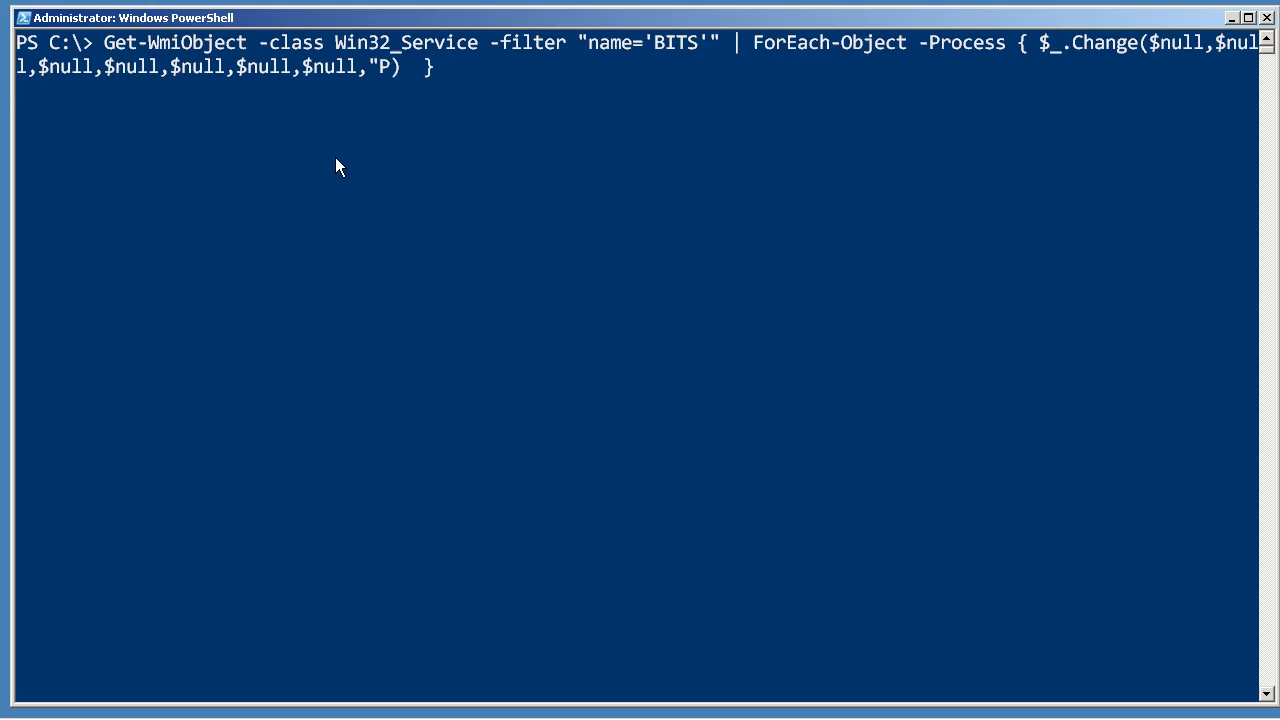 Administrator: Windows PowerShell
PS C:\> Get-WmiObject -class Win32_Service -filter "name='BITS'" | ForEach-Object -Process { $_.Change($null,$nul
l,$null,$null,$null,$null,$null,"P)  }